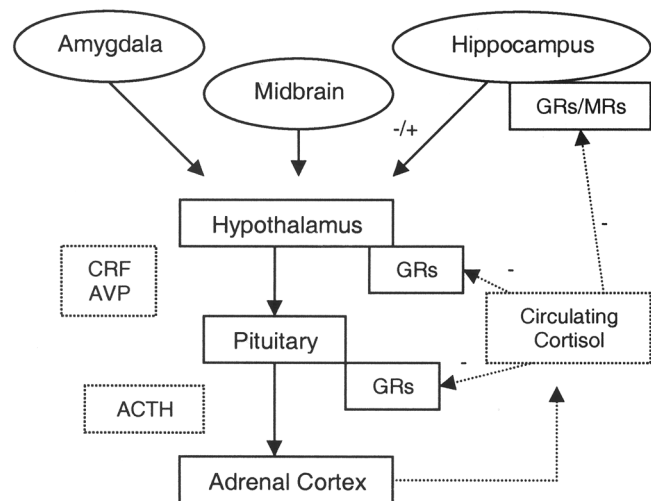 Amygdala
Hippocampus
Midbrain
GRs/MRs
-/+
-
Hypothalamus
CRF
AVP
GRs
-
Circulating
Cortisol
Pituitary
-
GRs
ACTH
Adrenal Cortex